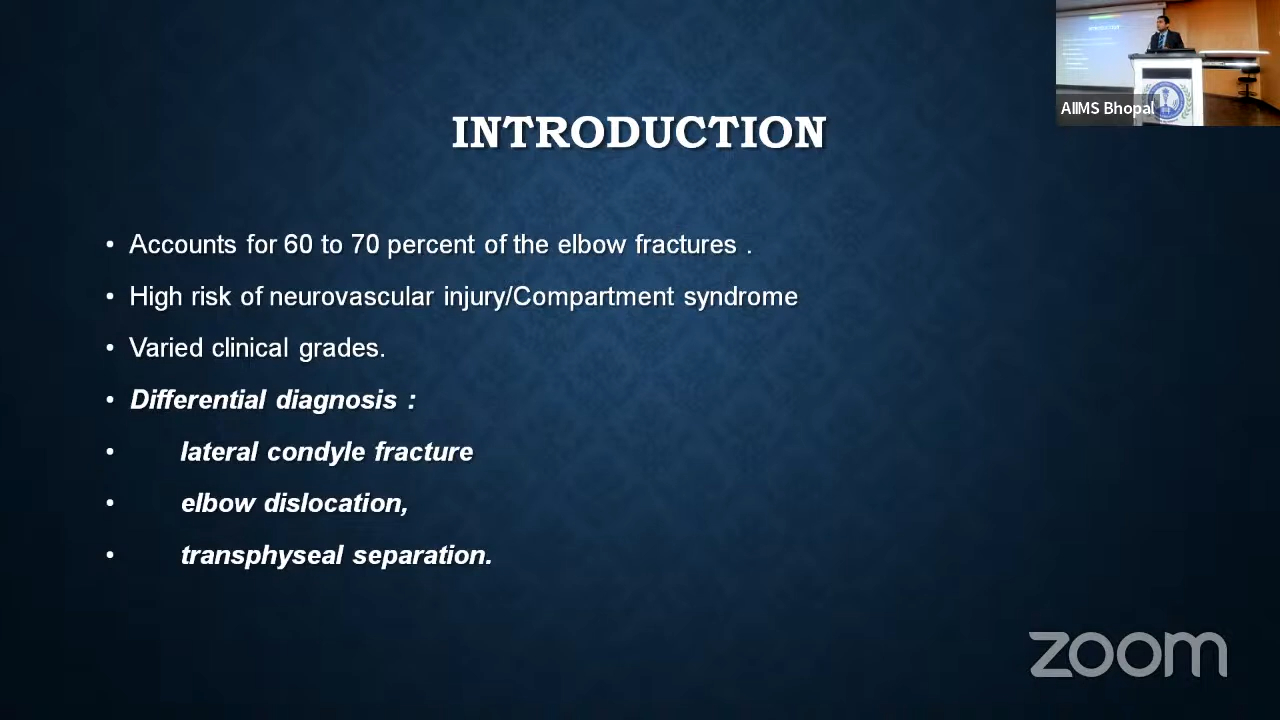 AIIMS Bhopal
INTRODUCTION
• Accounts for 60 to 70 percent of the elbow fractures .
• High risk of neurovascular injury/Compartment syndrome
• Varied clinical grades.
• Differential diagnosis :
• lateral condyle fracture
• elbow dislocation,
• transphyseal separation.
zoom